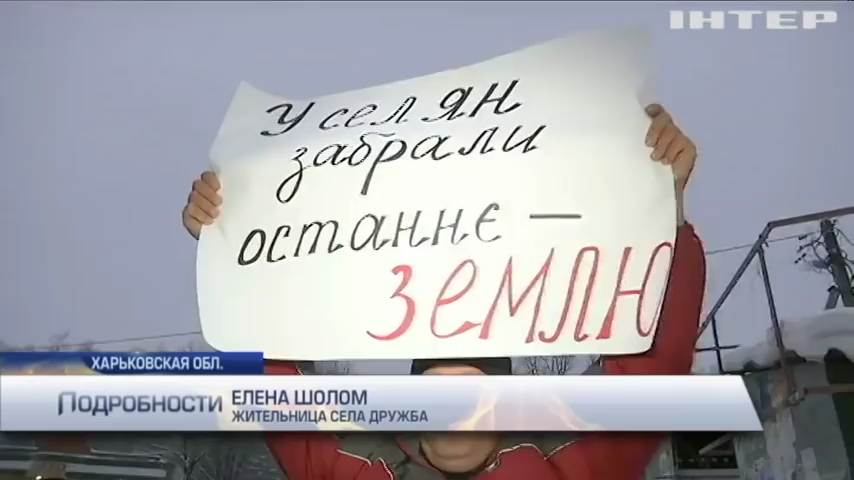 ІНТЕР
У селян
забрали
останнє —
ЗЕМЛЮ
ХАРЬКОВСКАЯ ОБЛ.
ПОДРОБНОСТИ
ЕЛЕНА ШОЛОМ
ЖИТЕЛЬНИЦА СЕЛА ДРУЖБА